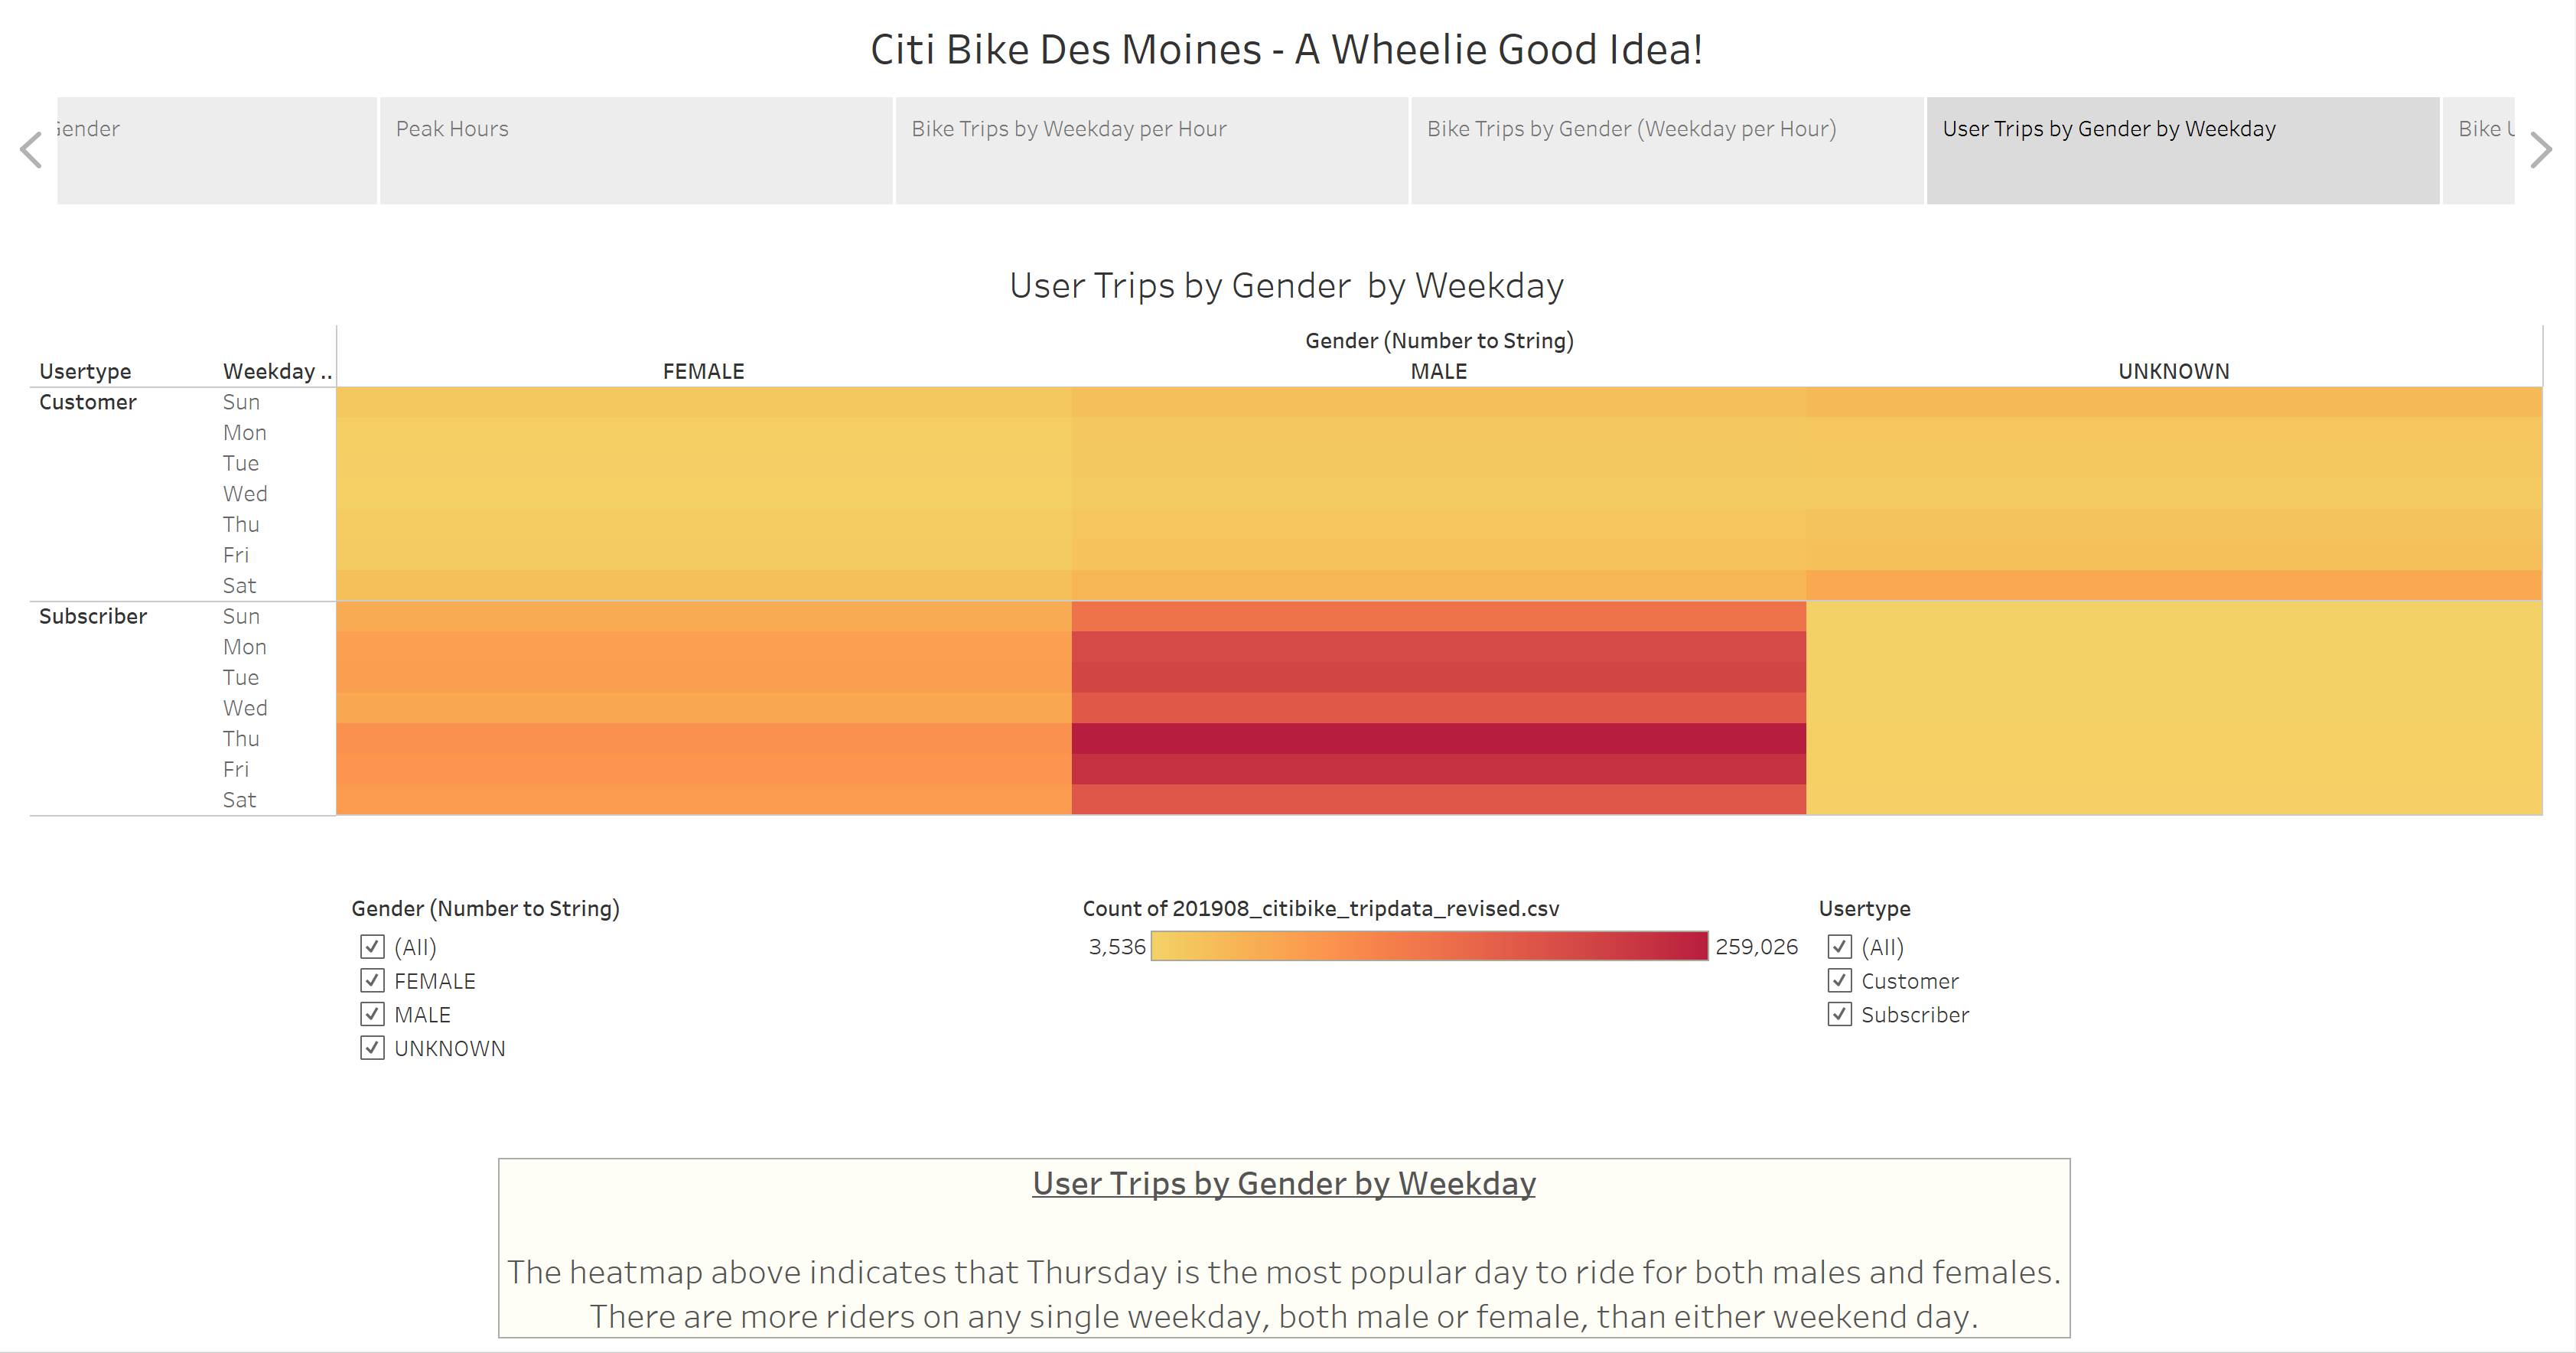 Citi Bike Des Moines - A Wheelie Good Idea!
Gender
Peak Hours
Bike Trips by Weekday per Hour
Bike Trips by Gender (Weekday per Hour)
User Trips by Gender by Weekday
Bike
User Trips by Gender by Weekday
Gender (Number to String)
Usertype Weekday .. FEMALE MALE UNKNOWN
Customer Sun
Mon
Tue
Wed
Thu
Fri
Sat
Subscriber Sun
Mon
Tue
Wed
Thu
Fri
Sat
Gender (Number to String)
(All)
FEMALE
MALE
UNKNOWN
Count of 201908_citibike_tripdata_revised.csv
3,536 259,026
Usertype
(All)
Customer
Subscriber
User Trips by Gender by Weekday
The heatmap above indicates that Thursday is the most popular day to ride for both males and females.
There are more riders on any single weekday, both male or female, than either weekend day.